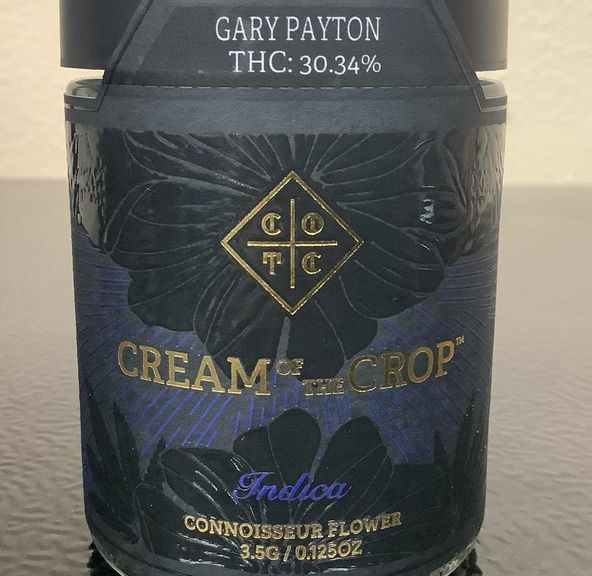 GARY PAYTON
THC: 30.34%
C O
T C
CREAM OF THE CROP™
Indica
CONNOISSEUR FLOWER
3.5G / 0.125OZ